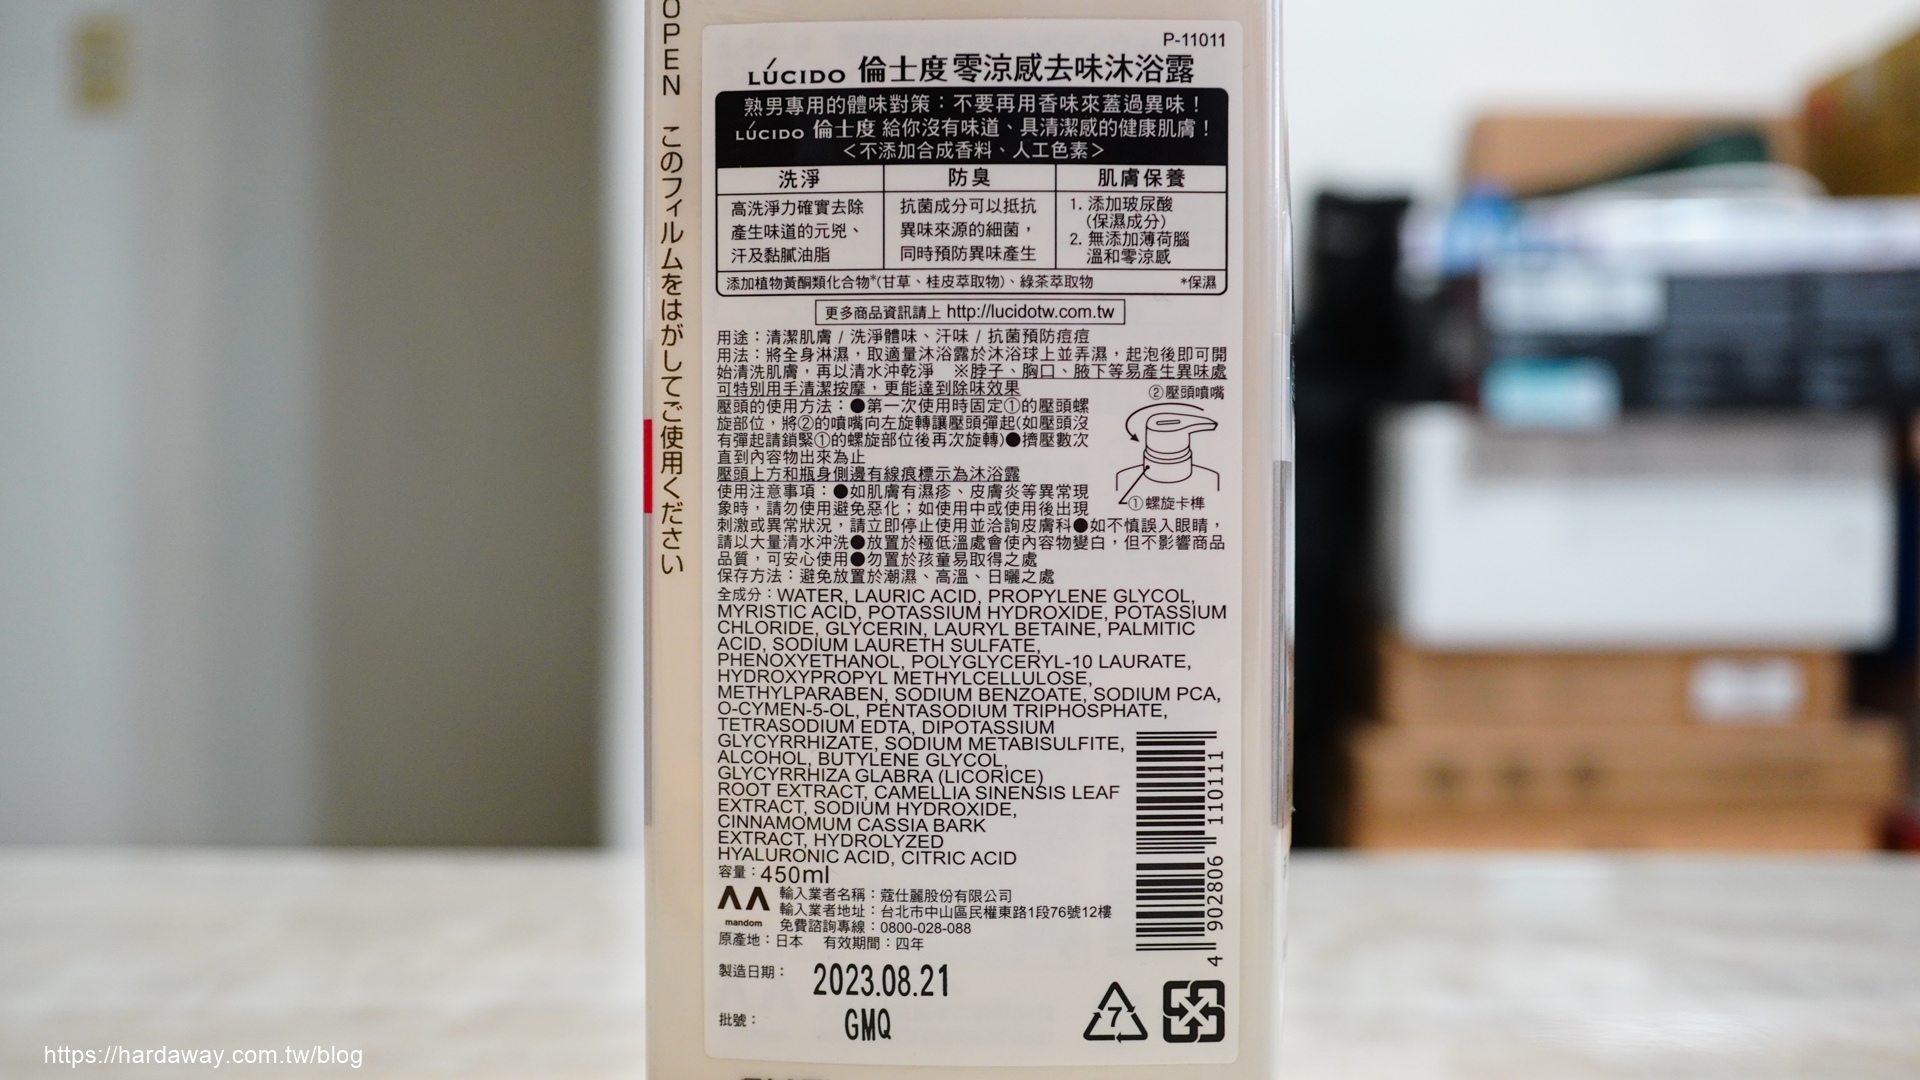 OPEN このフィルムをはがしてご使用ください
P-11011
LÚCIDO 倫士度零涼感去味沐浴露
熟男專用的體味對策：不要再用香味來蓋過異味！
LÚCIDO 倫士度 給你沒有味道、具清潔感的健康肌膚！
＜不添加合成香料、人工色素＞
洗淨
高洗淨力確實去除
產生味道的元兇、
汗及黏膩油脂
防臭
抗菌成分可以抵抗
異味來源的細菌，
同時預防異味產生
肌膚保養
1. 添加玻尿酸
(保濕成分)
2. 無添加薄荷腦
溫和零涼感
添加植物黃酮類化合物*(甘草、桂皮萃取物)、綠茶萃取物 *保濕
更多商品資訊請上 http://lucidotw.com.tw
用途：清潔肌膚 / 洗淨體味、汗味 / 抗菌預防痘痘
用法：將全身淋濕，取適量沐浴露於沐浴球上並弄濕，起泡後即可開
始清洗肌膚，再以清水沖乾淨 ※脖子、胸口、腋下等易產生異味處
可特別用手清潔按摩，更能達到除味效果
壓頭的使用方法：●第一次使用時固定①的壓頭螺
旋部位，將②的噴嘴向左旋轉讓壓頭彈起(如壓頭沒
有彈起請鎖緊①的螺旋部位後再次旋轉)●擠壓數次
直到內容物出來為止
壓頭上方和瓶身側邊有線痕標示為沐浴露
②壓頭噴嘴
①螺旋卡榫
使用注意事項：●如肌膚有濕疹、皮膚炎等異常現
象時，請勿使用避免惡化；如使用中或使用後出現
刺激或異常狀況，請立即停止使用並洽詢皮膚科●如不慎誤入眼睛，
請以大量清水沖洗●放置於極低溫處會使內容物變白，但不影響商品
品質，可安心使用●勿置於孩童易取得之處
保存方法：避免放置於潮濕、高溫、日曬之處
全成分：WATER, LAURIC ACID, PROPYLENE GLYCOL,
MYRISTIC ACID, POTASSIUM HYDROXIDE, POTASSIUM
CHLORIDE, GLYCERIN, LAURYL BETAINE, PALMITIC
ACID, SODIUM LAURETH SULFATE,
PHENOXYETHANOL, POLYGLYCERYL-10 LAURATE,
HYDROXYPROPYL METHYLCELLULOSE,
METHYLPARABEN, SODIUM BENZOATE, SODIUM PCA,
O-CYMEN-5-OL, PENTASODIUM TRIPHOSPHATE,
TETRASODIUM EDTA, DIPOTASSIUM
GLYCYRRHIZATE, SODIUM METABISULFITE,
ALCOHOL, BUTYLENE GLYCOL,
GLYCYRRHIZA GLABRA (LICORICE)
ROOT EXTRACT, CAMELLIA SINENSIS LEAF
EXTRACT, SODIUM HYDROXIDE,
CINNAMOMUM CASSIA BARK
EXTRACT, HYDROLYZED
HYALURONIC ACID, CITRIC ACID
容量：450ml
mandom
輸入業者名稱：蔻仕麗股份有限公司
輸入業者地址：台北市中山區民權東路1段76號12樓
免費諮詢專線：0800-028-088
原產地：日本 有效期間：四年
製造日期： 2023.08.21
批號： GMQ
4 902806 110111
7
https://hardaway.com.tw/blog